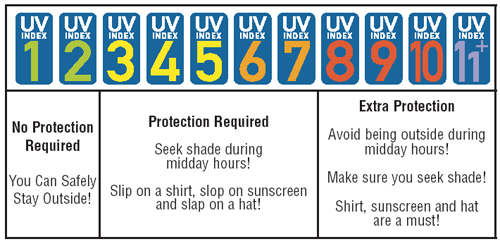 UV INDEX 1
UV INDEX 2
UV INDEX 3
UV INDEX 4
UV INDEX 5
UV INDEX 6
UV INDEX 7
UV INDEX 8
UV INDEX 9
UV INDEX 10
UV INDEX 11+
No Protection
Required
You Can Safely
Stay Outside!
Protection Required
Seek shade during
midday hours!
Slip on a shirt, slop on sunscreen
and slap on a hat!
Extra Protection
Avoid being outside during
midday hours!
Make sure you seek shade!
Shirt, sunscreen and hat
are a must!